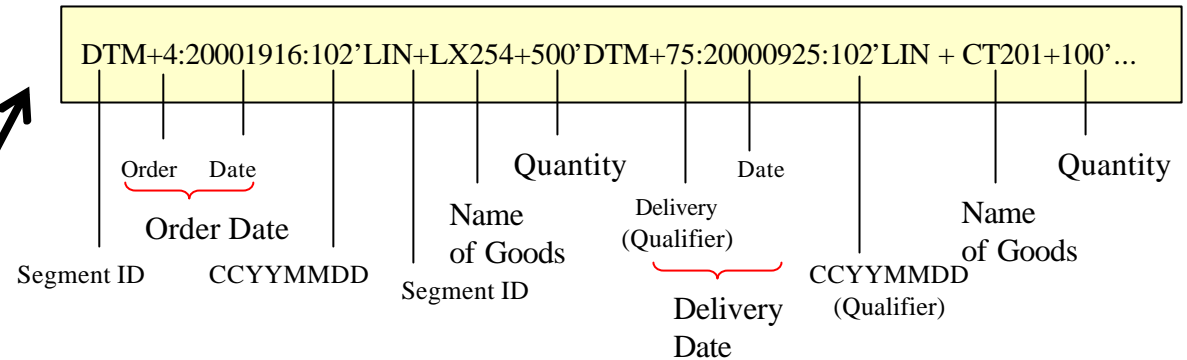 DTM+4:20001916:102’LIN+LX254+500’DTM+75:20000925:102’LIN + CT201+100’...
Order
Date
Order Date
Segment ID
CCYYMMDD
Segment ID
Name
of Goods
Quantity
Delivery
(Qualifier)
Date
Delivery
Date
CCYYMMDD
(Qualifier)
Name
of Goods
Quantity